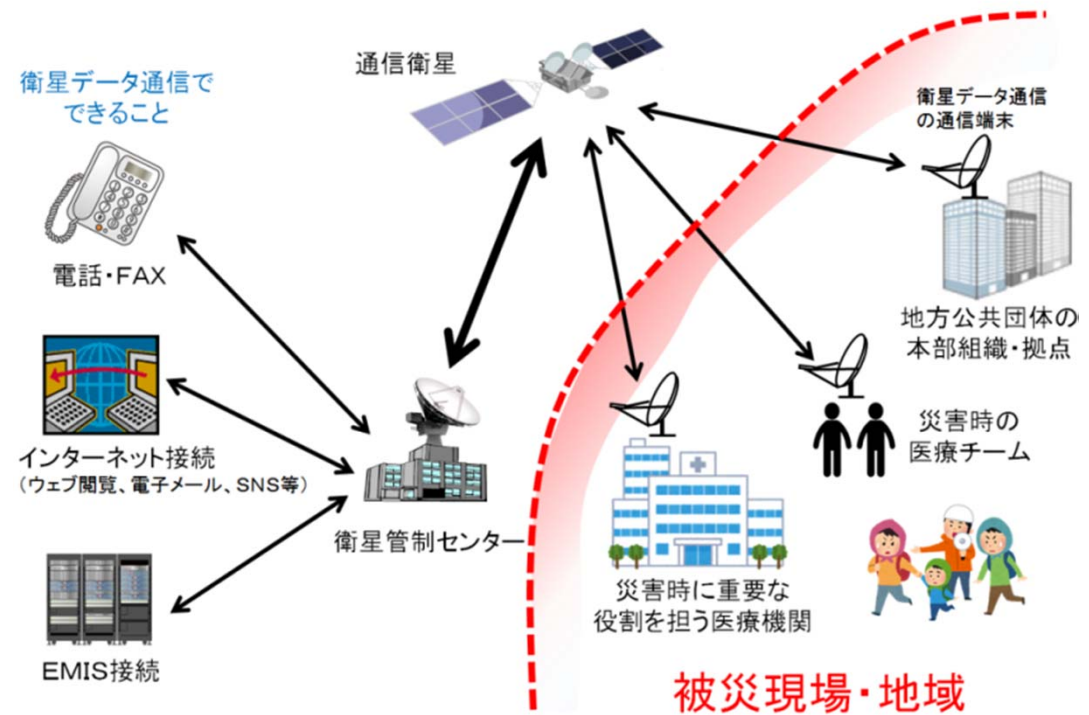 通信衛星
衛星データ通信で
できること
衛星データ通信
の通信端末
電話・FAX
地方公共団体の
本部組織・拠点
インターネット接続
（ウェブ閲覧、電子メール、SNS等）
災害時の
医療チーム
衛星管制センター
災害時に重要な
役割を担う医療機関
EMIS接続
被災現場・地域